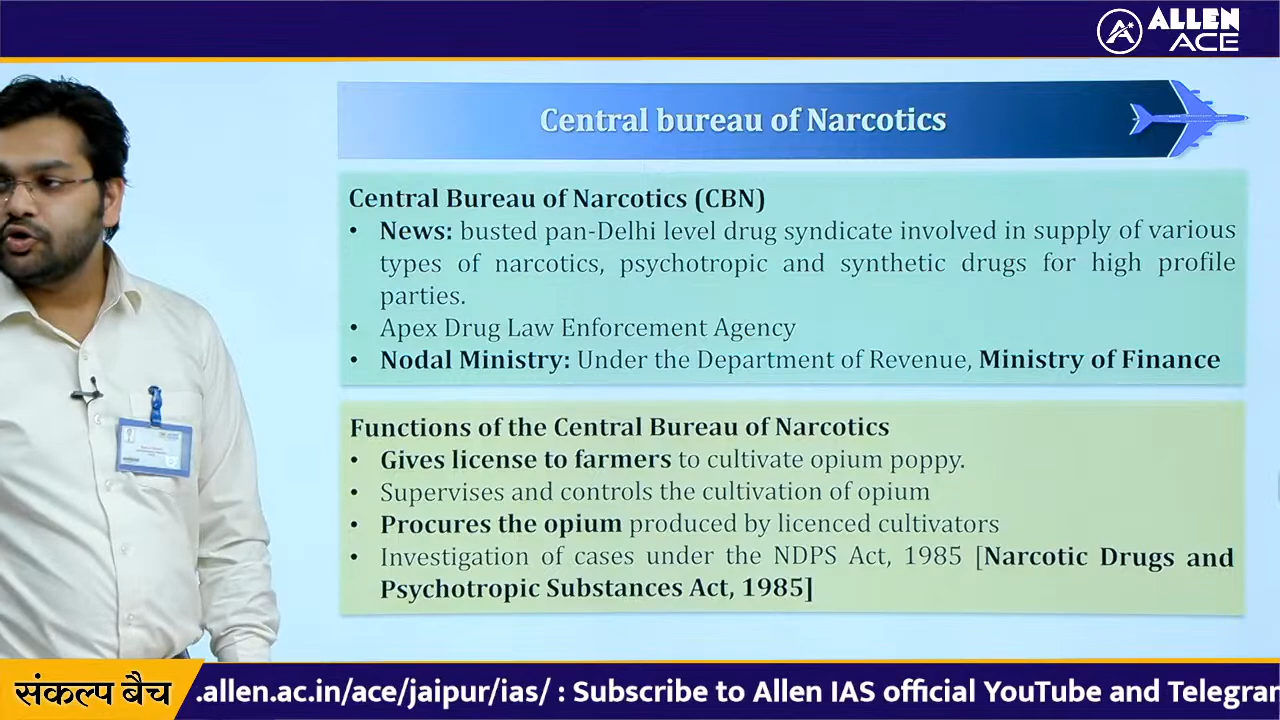 ALLEN
ACE
Central bureau of Narcotics
Central Bureau of Narcotics (CBN)
• News: busted pan-Delhi level drug syndicate involved in supply of various
types of narcotics, psychotropic and synthetic drugs for high profile
parties.
• Apex Drug Law Enforcement Agency
• Nodal Ministry: Under the Department of Revenue, Ministry of Finance
Functions of the Central Bureau of Narcotics
• Gives license to farmers to cultivate opium poppy.
• Supervises and controls the cultivation of opium
• Procures the opium produced by licenced cultivators
• Investigation of cases under the NDPS Act, 1985 [Narcotic Drugs and
Psychotropic Substances Act, 1985]
संकल्प बैच
.allen.ac.in/ace/jaipur/ias/ : Subscribe to Allen IAS official YouTube and Telegram